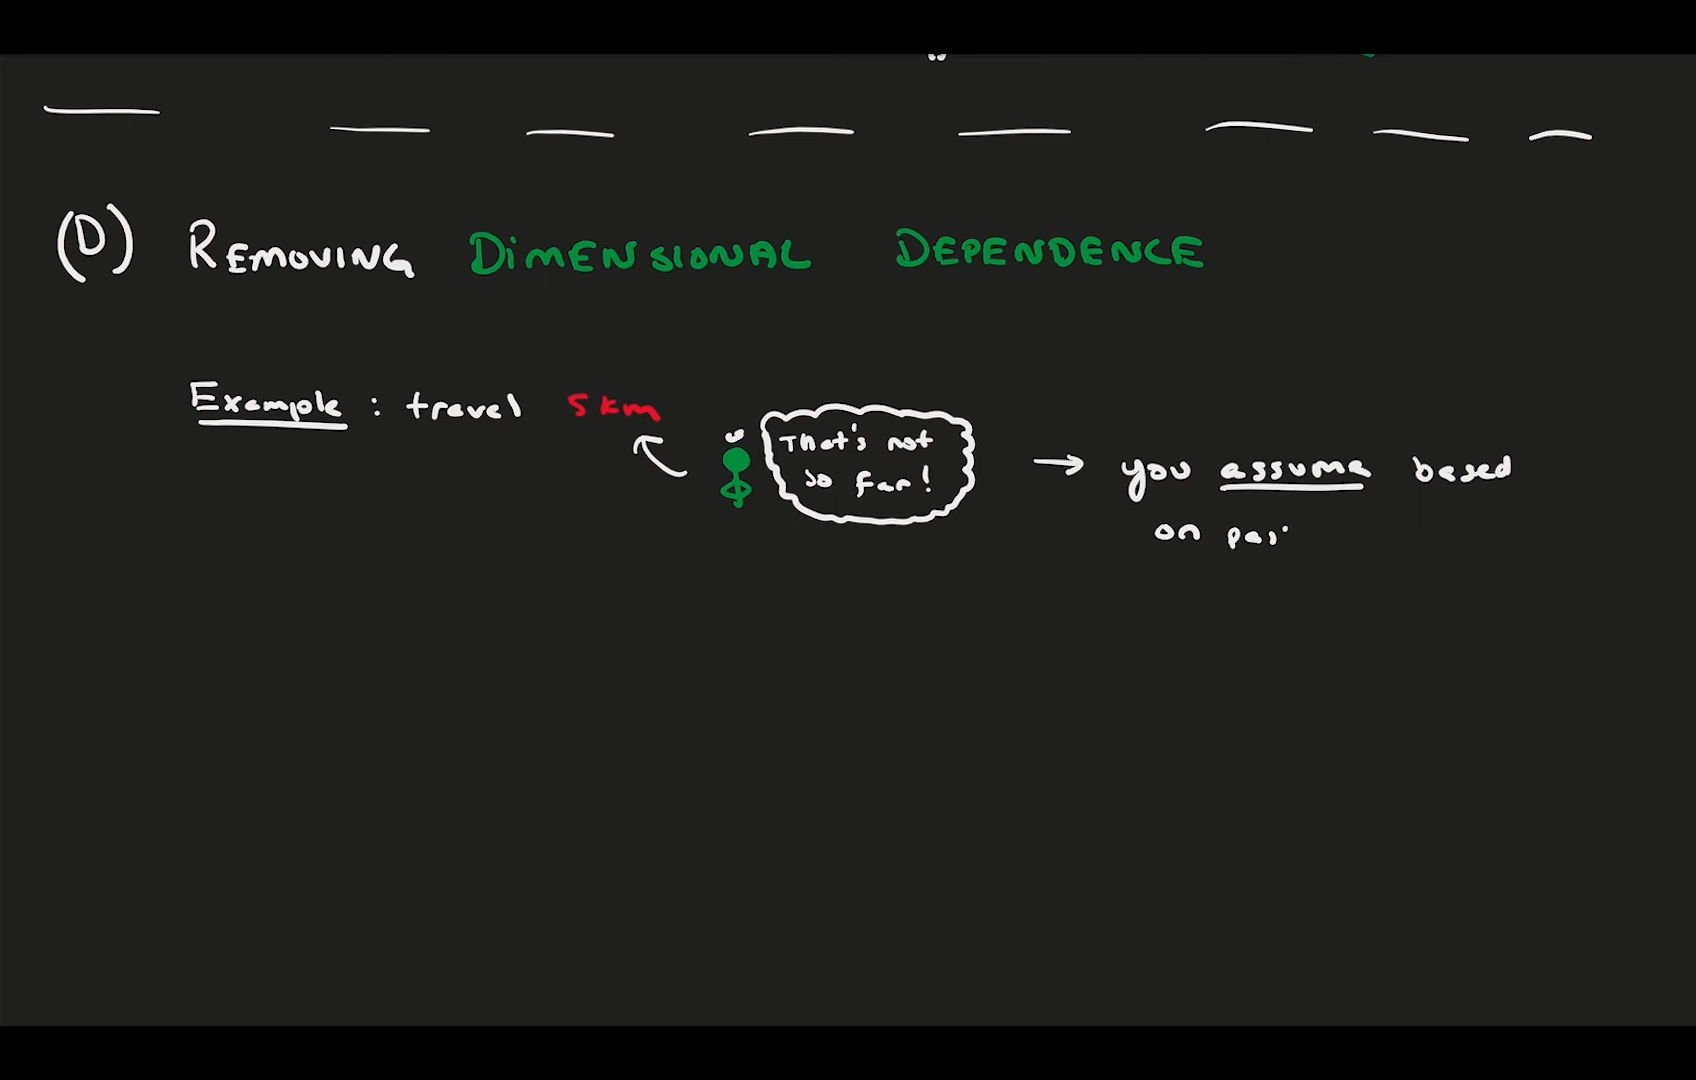 (D) REMOVING DiMENSIONAL DEPENDENCE
Example : travel 5 km
That's not
so far!
→ you assume based
on